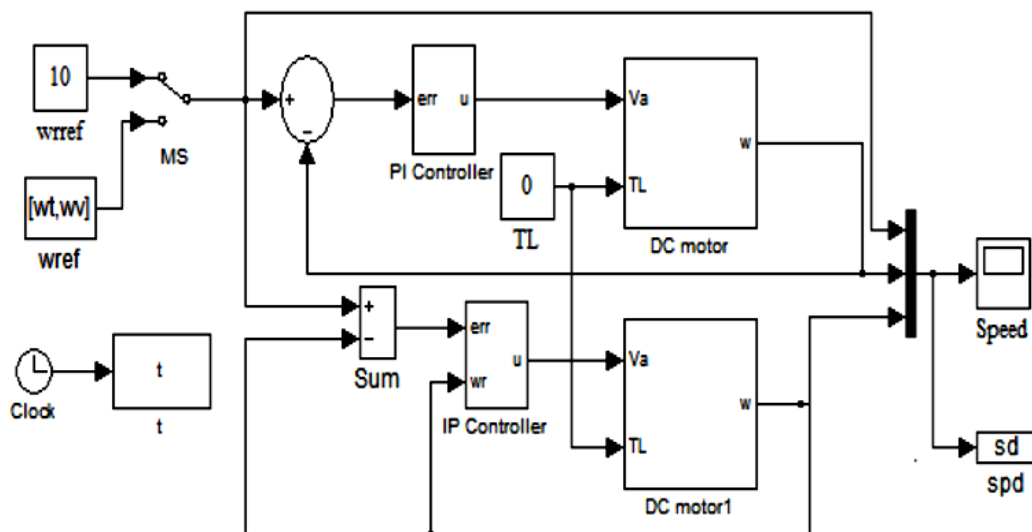 10
wrref
MS
[wt,wv]
wref
Clock
t
t
+
−
err
u
PI Controller
0
TL
Va
TL
w
DC motor
+
−
Sum
err
wr
u
IP Controller
Va
TL
w
DC motor1
Speed
sd
spd